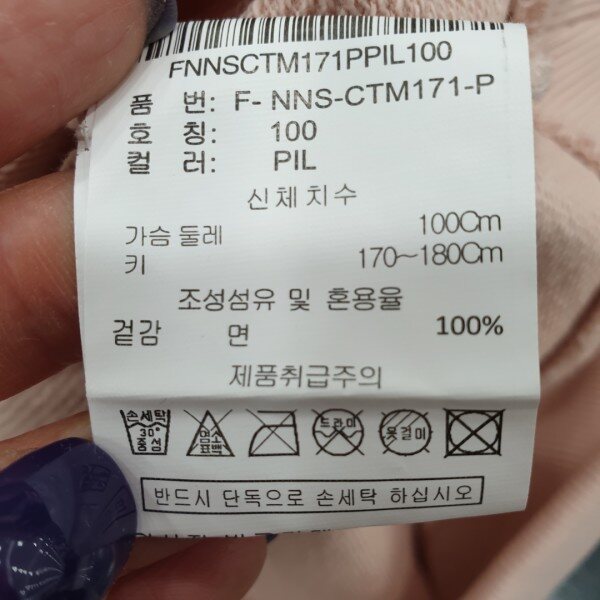 FNNSCTM171PPIL100
품 번: F- NNS-CTM171-P
호 칭: 100
컬 러: PIL
신체 치수
가슴 둘레 100Cm
키 170~180Cm
조성섬유 및 혼용율
겉감 면 100%
제품취급주의
손세탁 30° 중성
염소 표백
드라이
옷걸이
반드시 단독으로 손세탁 하십시오